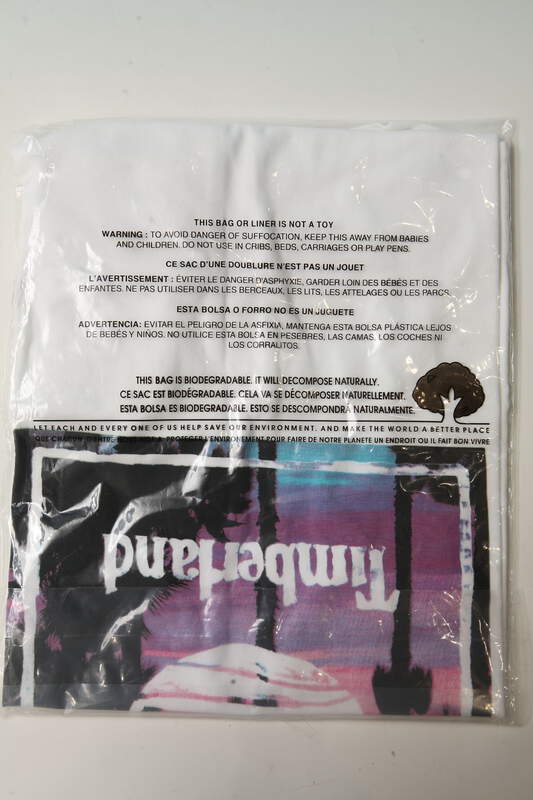 THIS BAG OR LINER IS NOT A TOY
WARNING : TO AVOID DANGER OF SUFFOCATION, KEEP THIS AWAY FROM BABIES
AND CHILDREN. DO NOT USE IN CRIBS, BEDS, CARRIAGES OR PLAY PENS.
CE SAC D'UNE DOUBLURE N'EST PAS UN JOUET
L'AVERTISSEMENT : ÉVITER LE DANGER D'ASPHYXIE, GARDER LOIN DES BÉBÉS ET DES
ENFANTES. NE PAS UTILISER DANS LES BERCEAUX, LES LITS, LES ATTELAGES OU LES PARCS.
ESTA BOLSA O FORRO NO ES UN JUGUETE
ADVERTENCIA: EVITAR EL PELIGRO DE LA ASFIXIA, MANTENGA ESTA BOLSA PLÁSTICA LEJOS
DE BEBÉS Y NIÑOS. NO UTILICE ESTA BOLSA EN PESEBRES, LAS CAMAS, LOS COCHES NI
LOS CORRALITOS.
THIS BAG IS BIODEGRADABLE. IT WILL DECOMPOSE NATURALLY.
CE SAC EST BIODÉGRADABLE. CELA VA SE DÉCOMPOSER NATURELLEMENT.
ESTA BOLSA ES BIODEGRADABLE. ESTO SE DESCOMPONDRÁ NATURALMENTE.
LET EACH AND EVERY ONE OF US HELP SAVE OUR ENVIRONMENT. AND MAKE THE WORLD A BETTER PLACE
QUE CHACUN D'ENTRE NOUS AIDE A PROTEGER L'ENVIRONNEMENT POUR FAIRE DE NOTRE PLANETE UN ENDROIT OU IL FAIT BON VIVRE
Timberland